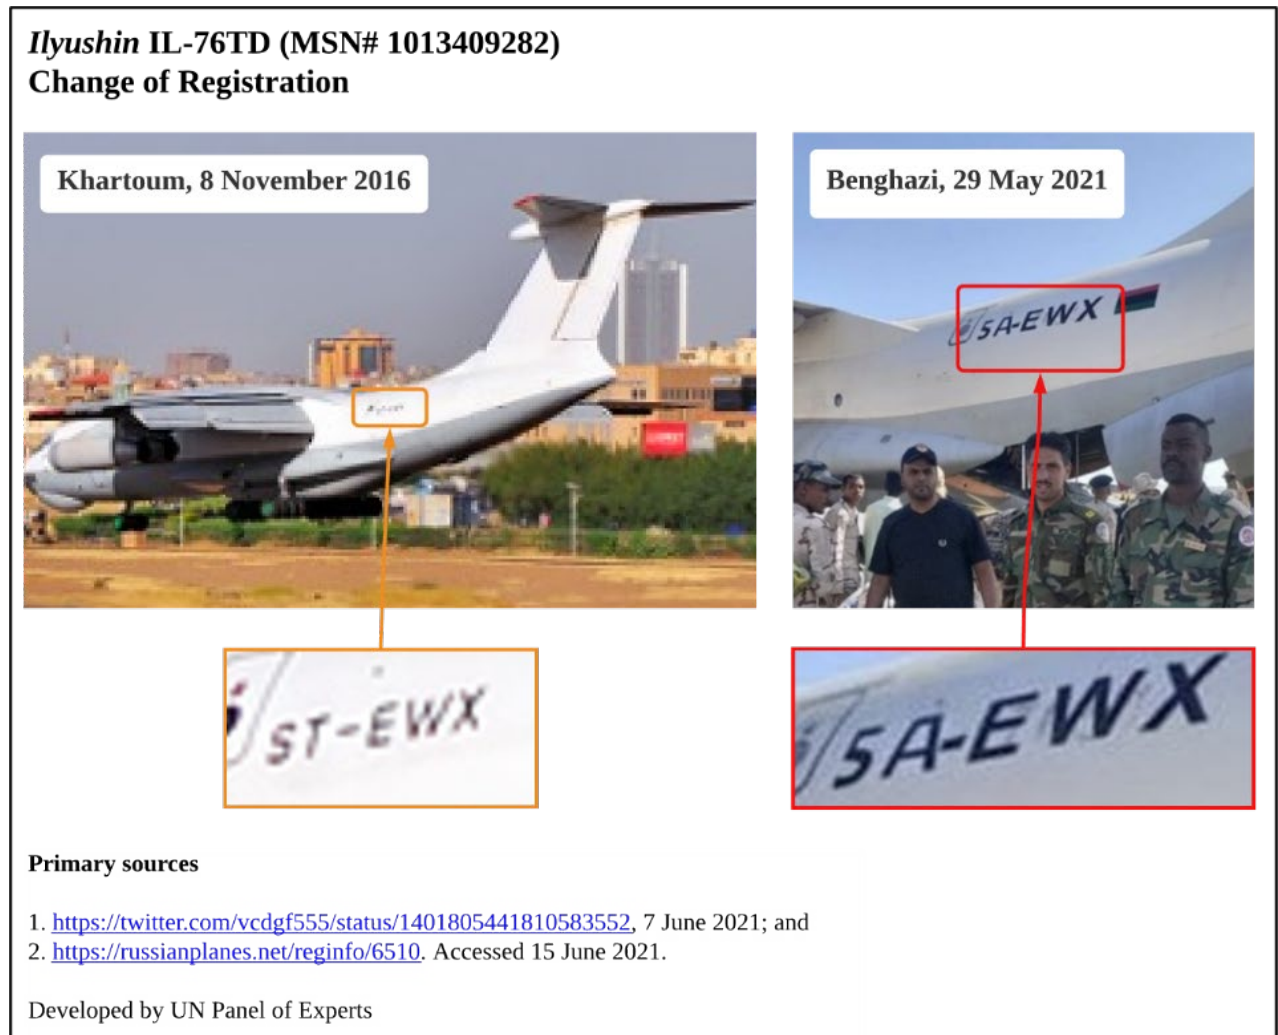 Ilyushin IL-76TD (MSN# 1013409282)
Change of Registration
Khartoum, 8 November 2016
Benghazi, 29 May 2021
5A-EWX
ST-EWX
5A-EWX
Primary sources
1. https://twitter.com/vcdgf555/status/1401805441810583552, 7 June 2021; and
2. https://russianplanes.net/reginfo/6510. Accessed 15 June 2021.
Developed by UN Panel of Experts